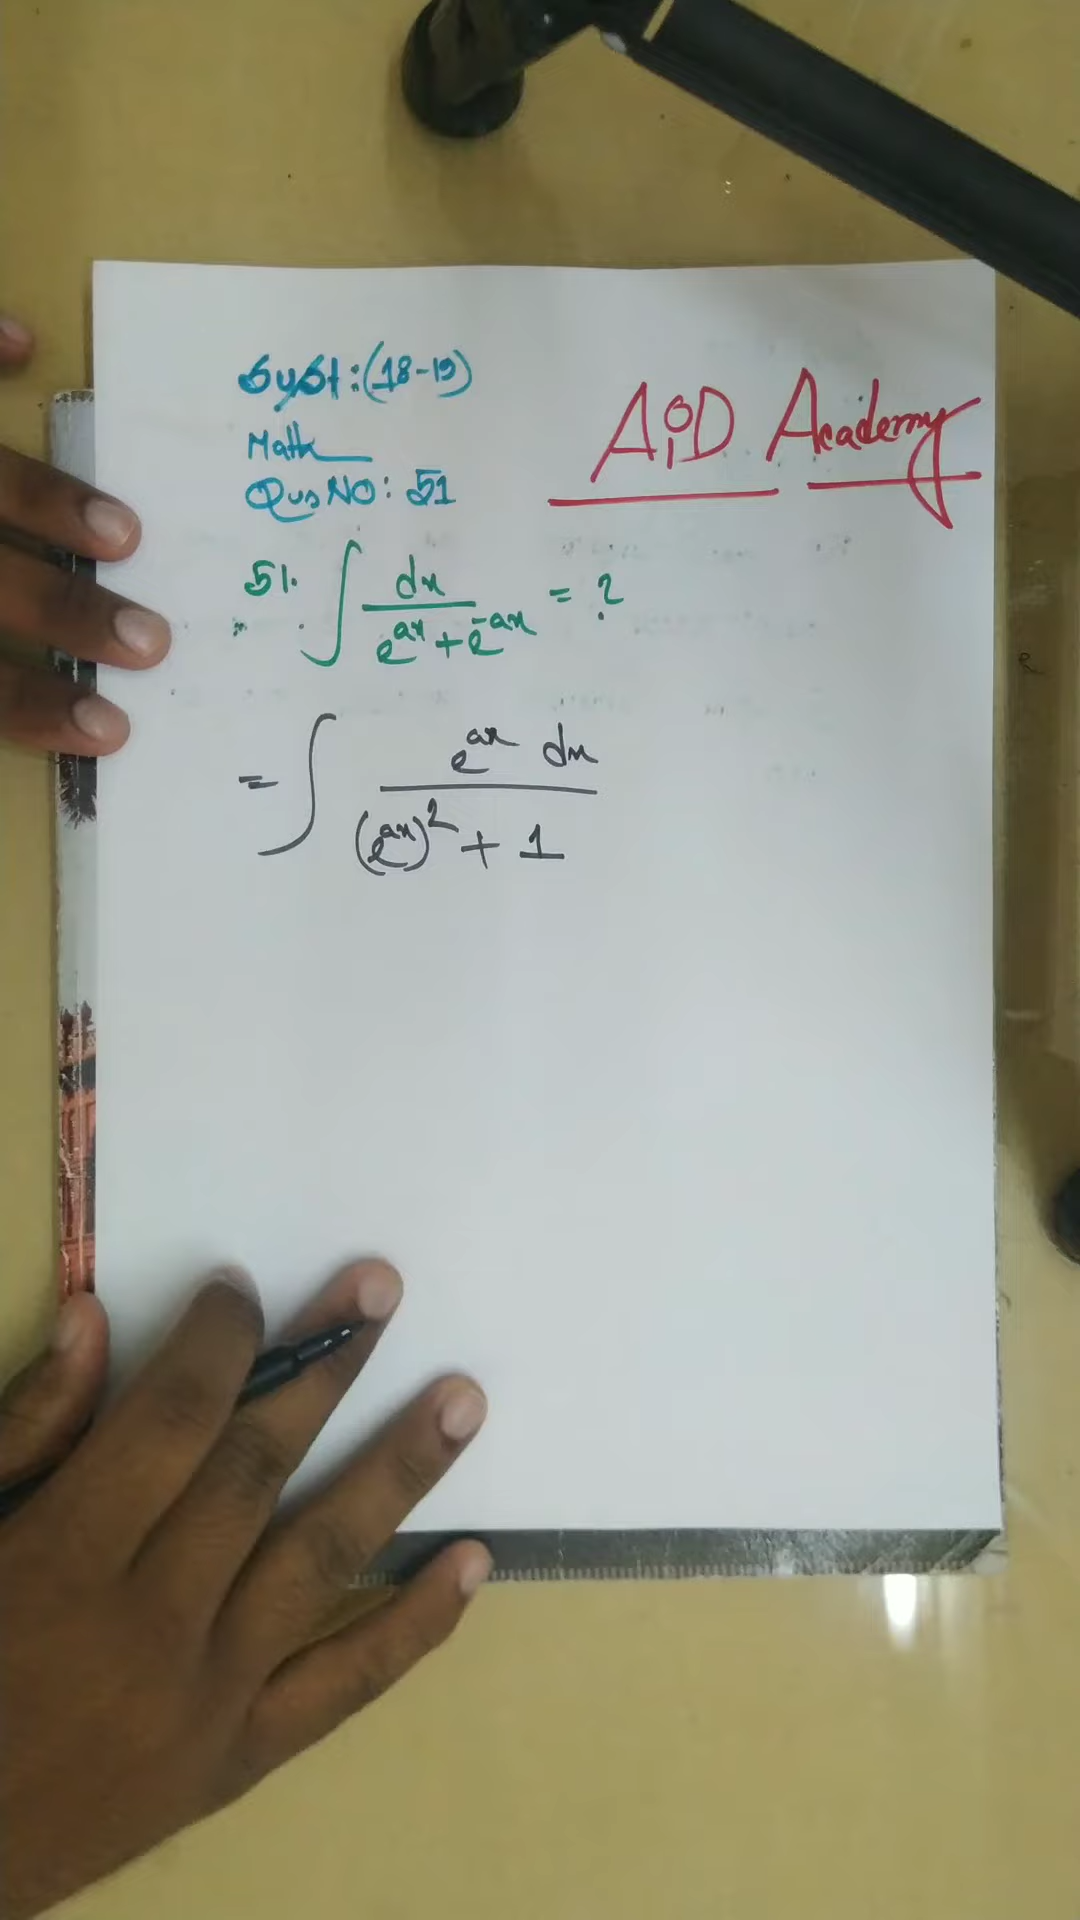 গুচ্ছ:(18-19)
AiD Academy
Math
Qus NO: 51
51. ∫ dx / (e^ax + e^-ax) = ?
= ∫ e^ax dx / ((e^ax)^2 + 1)